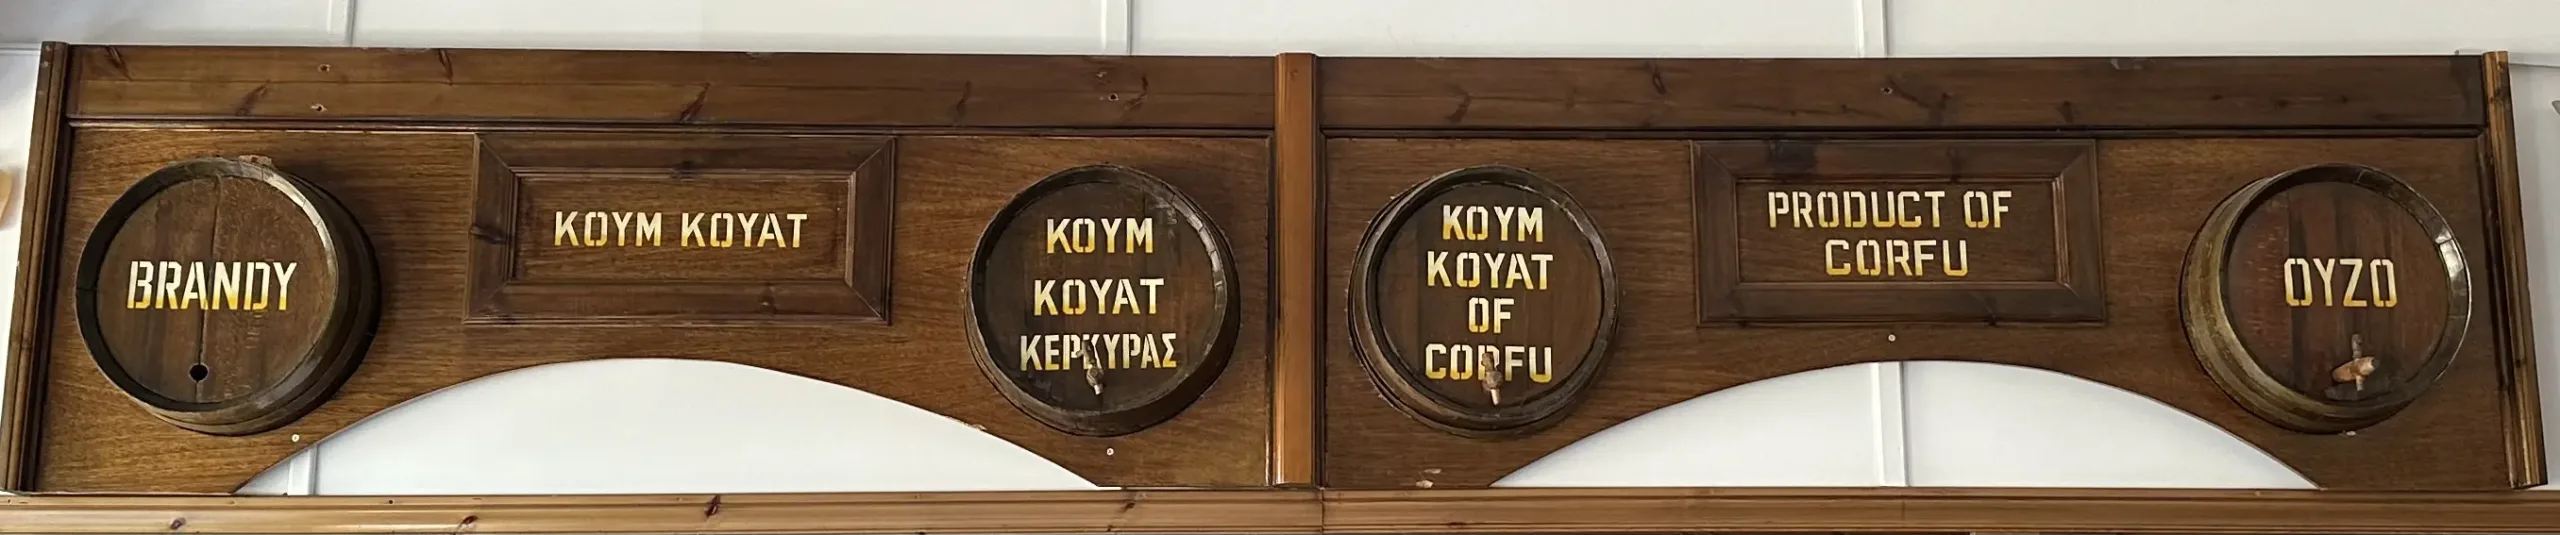 BRANDY
ΚΟΥΜ ΚΟΥΑΤ
ΚΟΥΜ
ΚΟΥΑΤ
ΚΕΡΚΥΡΑΣ
ΚΟΥΜ
ΚΟΥΑΤ
OF
CORFU
PRODUCT OF
CORFU
ΟΥΖΟ